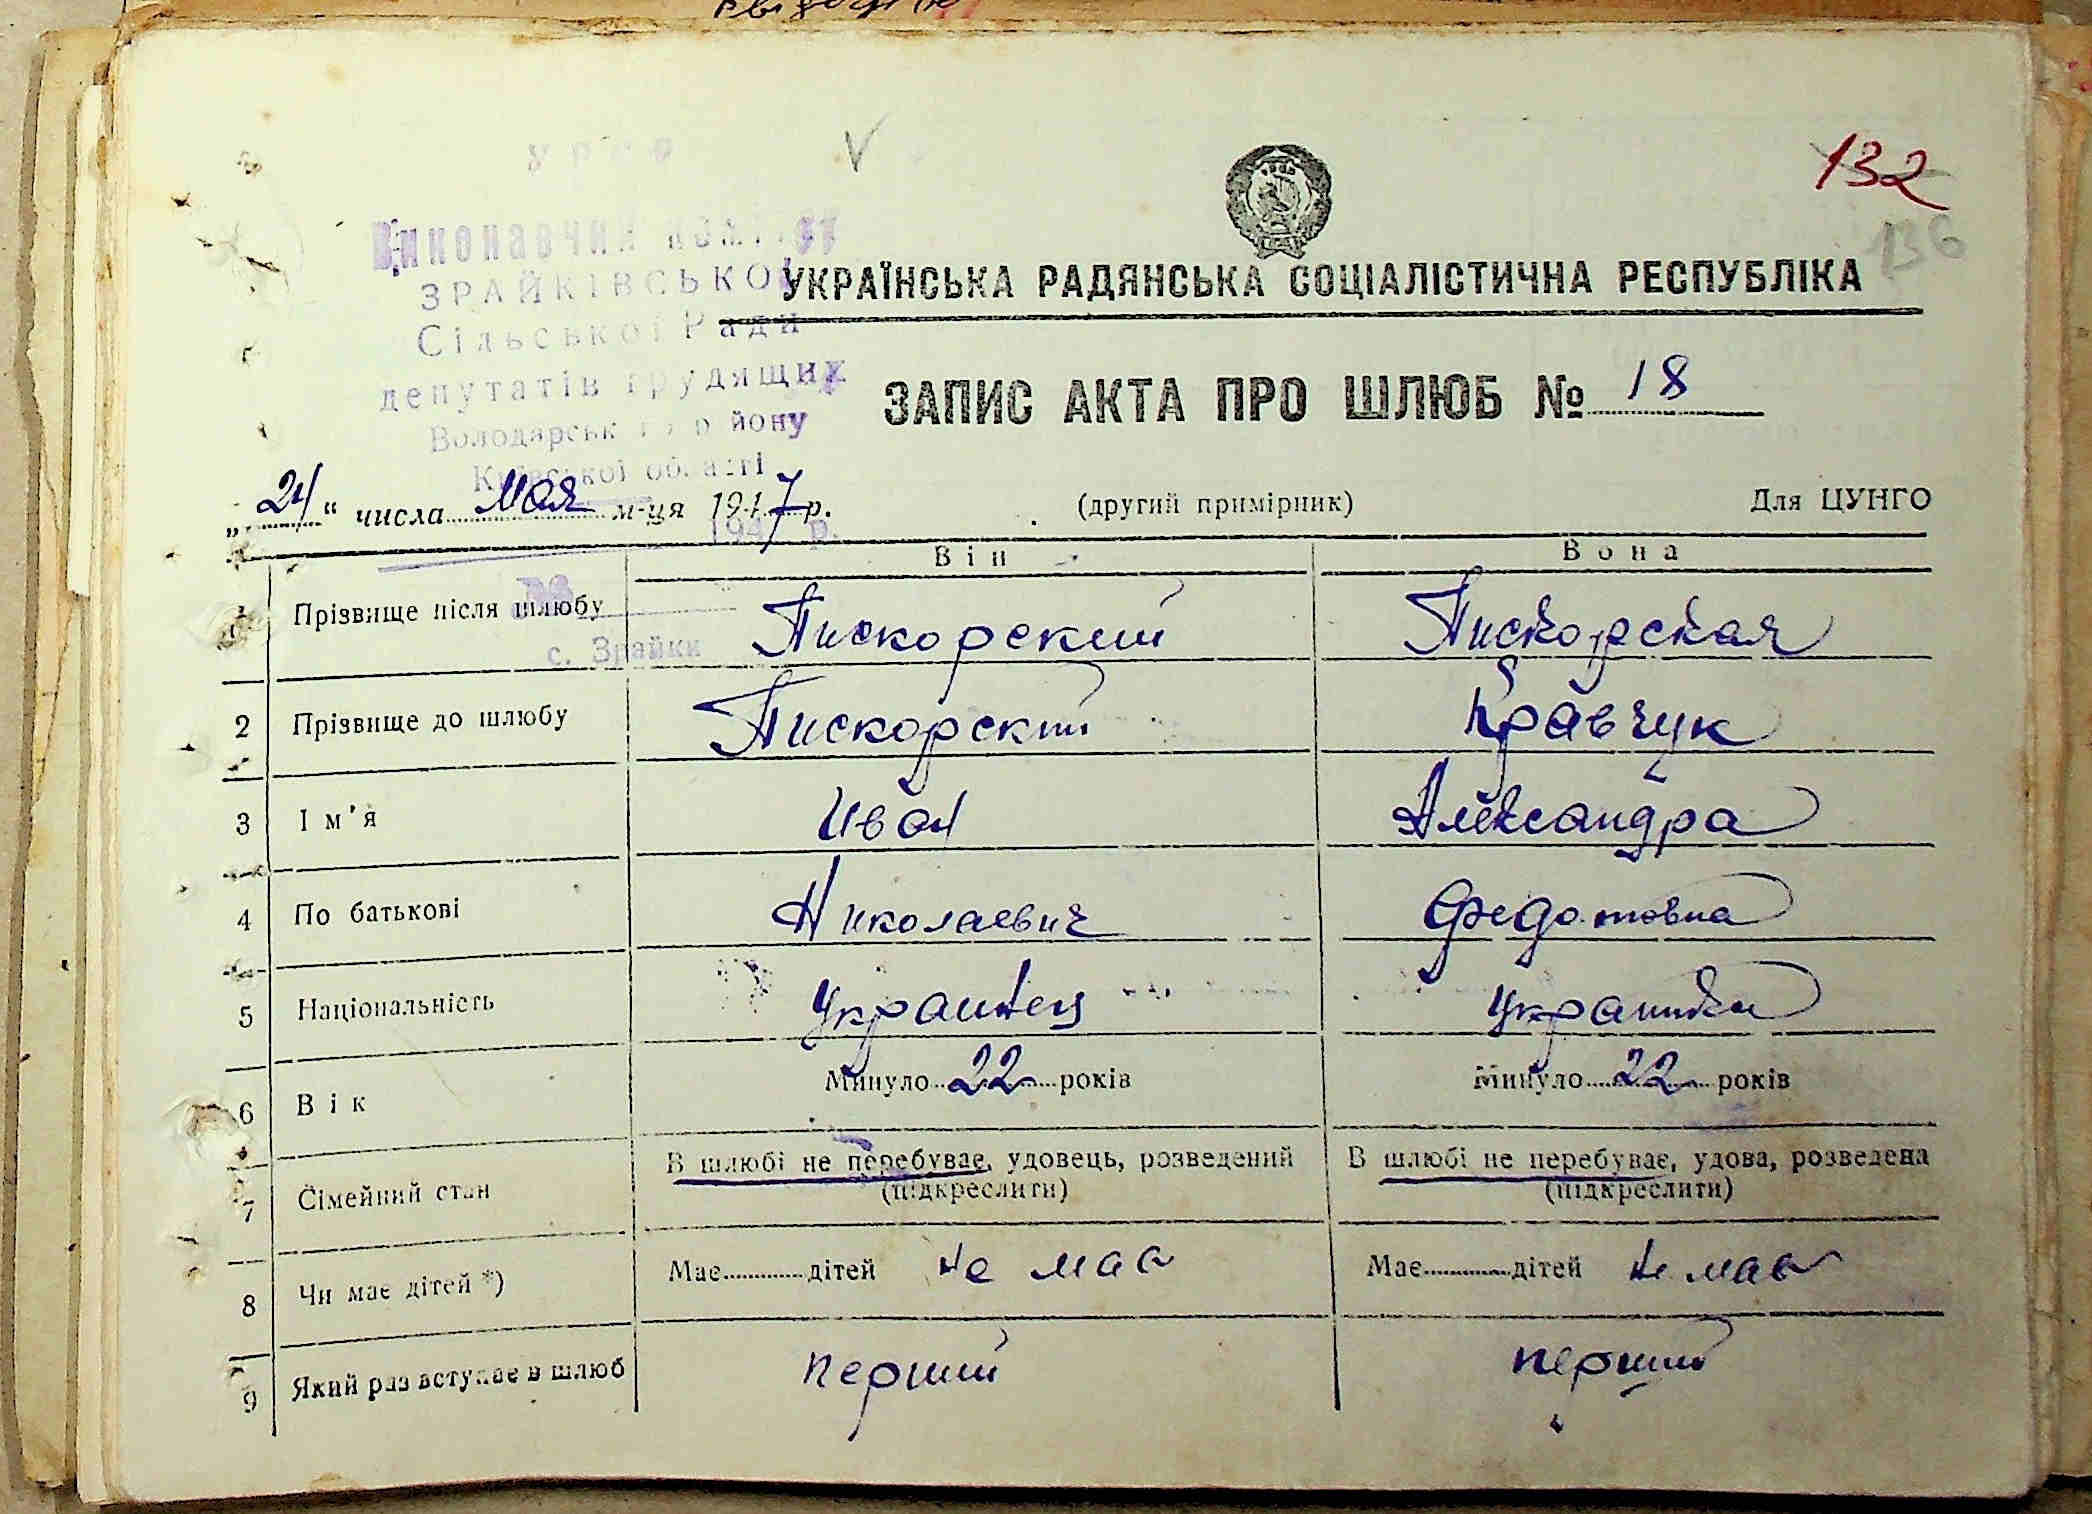 132
136
УРСР
Виконавчий комітет
ЗРАЙКІВСЬКОЇ
Сільської Ради
депутатів трудящих
Володарськ го р йону
Київської області
194 р.
с. Зрайки
УКРАЇНСЬКА РАДЯНСЬКА СОЦІАЛІСТИЧНА РЕСПУБЛІКА
ЗАПИС АКТА ПРО ШЛЮБ № 18
„24“ числа Мая м-ця 1947 р. (другий примірник) Для ЦУНГО
Він Вона
1 Прізвище після шлюбу Пискорский Пискорская
2 Прізвище до шлюбу Пискорский Кравчук
3 Ім'я Иван Александра
4 По батькові Николаевич Федотовна
5 Національність Украинец Украинка
6 Вік Минуло 22 років Минуло 22 років
7 Сімейний стан В шлюбі не перебуває, удовець, розведений В шлюбі не перебуває, удова, розведена
(підкреслити) (підкреслити)
8 Чи має дітей *) Має дітей не має Має дітей не має
9 Який раз вступає в шлюб перший перший